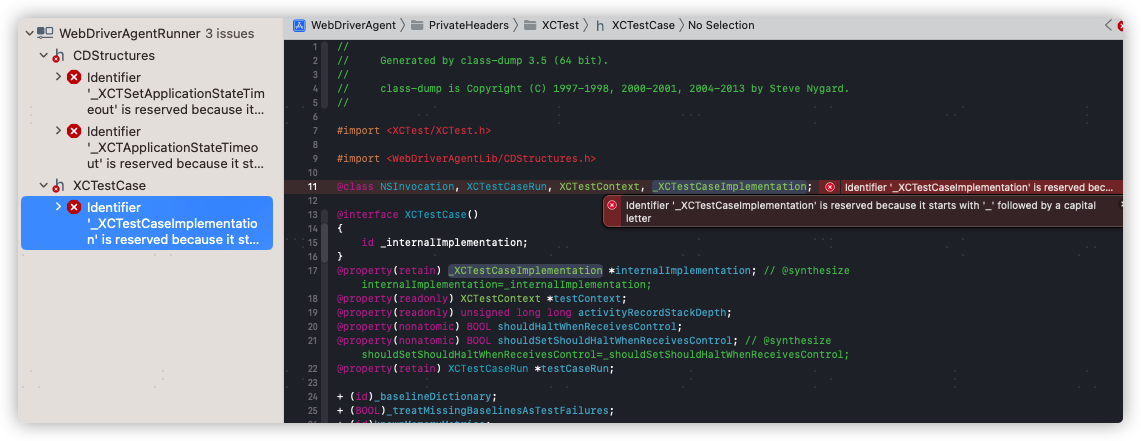 WebDriverAgentRunner 3 issues
CDStructures
Identifier
'_XCTSetApplicationStateTim
eout' is reserved because it...
Identifier
'_XCTApplicationStateTimeo
ut' is reserved because it st...
XCTestCase
Identifier
'_XCTestCaseImplementatio
n' is reserved because it st...
WebDriverAgent 〉 PrivateHeaders 〉 XCTest 〉 h XCTestCase 〉 No Selection
1 //
2 //     Generated by class-dump 3.5 (64 bit).
3 //
4 //     class-dump is Copyright (C) 1997-1998, 2000-2001, 2004-2013 by Steve Nygard.
5 //
6
7 #import <XCTest/XCTest.h>
8
9 #import <WebDriverAgentLib/CDStructures.h>
10
11 @class NSInvocation, XCTestCaseRun, XCTestContext, _XCTestCaseImplementation; Identifier '_XCTestCaseImplementation' is reserved bec...
12
Identifier '_XCTestCaseImplementation' is reserved because it starts with '_' followed by a capital
letter
13 @interface XCTestCase()
14 {
15     id _internalImplementation;
16 }
17 @property(retain) _XCTestCaseImplementation *internalImplementation; // @synthesize
internalImplementation=_internalImplementation;
18 @property(readonly) XCTestContext *testContext;
19 @property(readonly) unsigned long long activityRecordStackDepth;
20 @property(nonatomic) BOOL shouldHaltWhenReceivesControl;
21 @property(nonatomic) BOOL shouldSetShouldHaltWhenReceivesControl; // @synthesize
shouldSetShouldHaltWhenReceivesControl=_shouldSetShouldHaltWhenReceivesControl;
22 @property(retain) XCTestCaseRun *testCaseRun;
23
24 + (id)_baselineDictionary;
25 + (BOOL)_treatMissingBaselinesAsTestFailures;